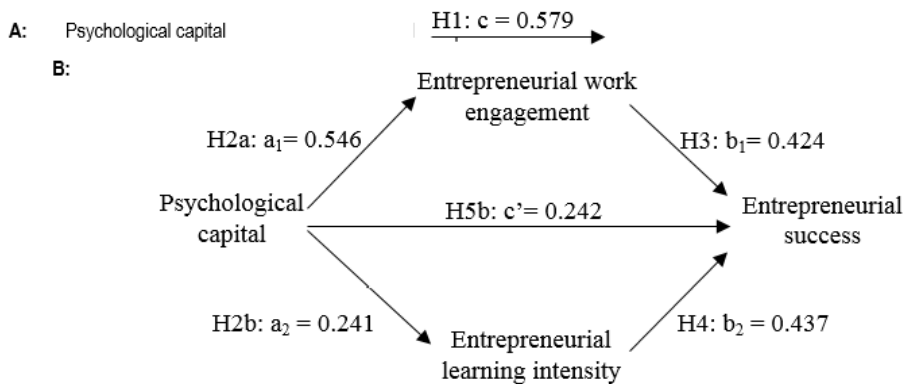 H1: c = 0.579
A: Psychological capital
B:
Entrepreneurial work
engagement
H2a: a₁= 0.546
H3: b₁= 0.424
Psychological
capital
H5b: c’= 0.242
Entrepreneurial
success
H2b: a₂ = 0.241
H4: b₂ = 0.437
Entrepreneurial
learning intensity